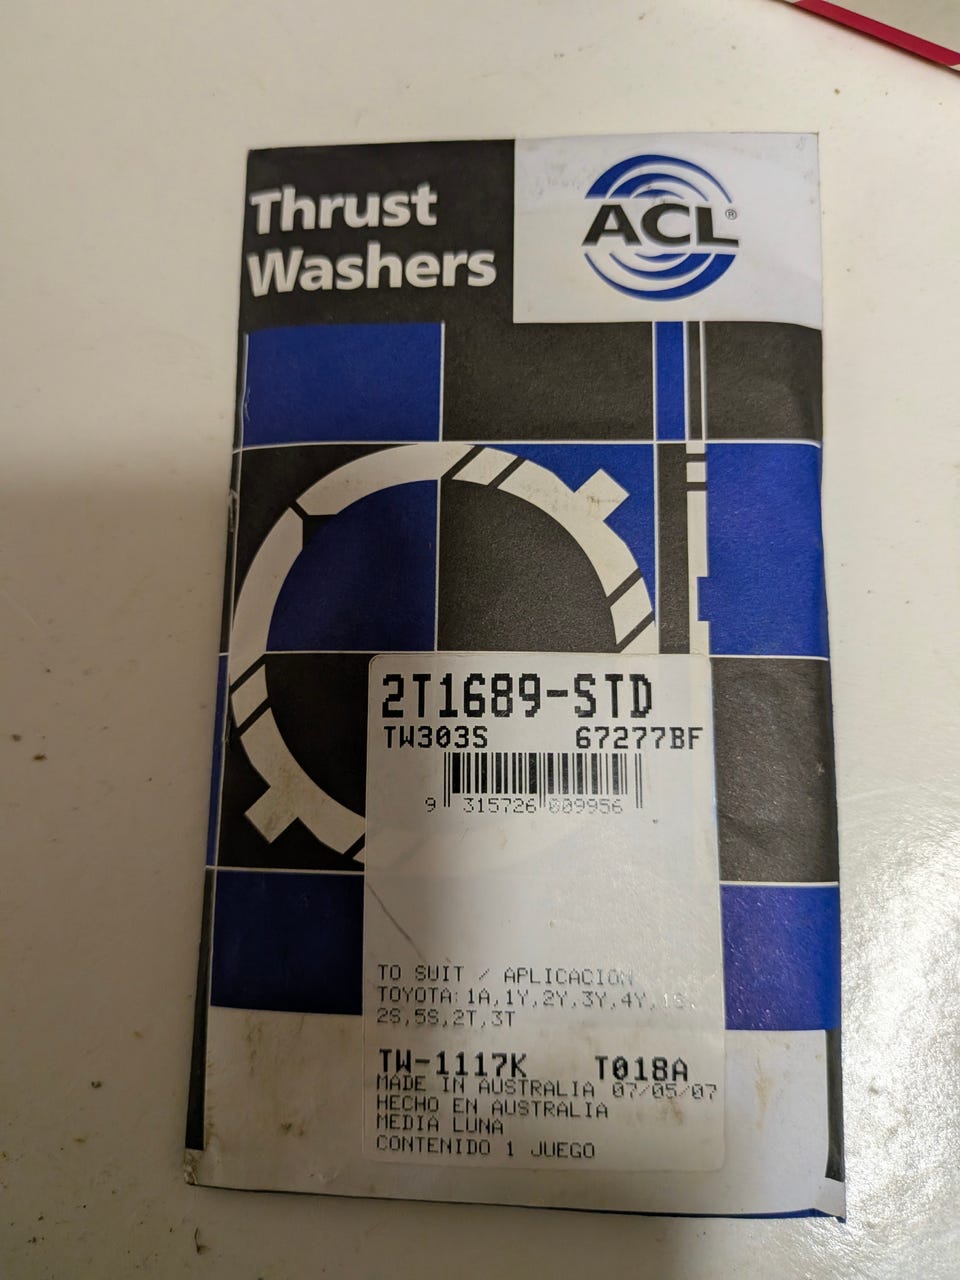 Thrust
Washers
ACL®
2T1689-STD
TW303S 67277BF
9 315726 009956
TO SUIT / APLICACION
TOYOTA: 1A,1Y,2Y,3Y,4Y,1S,
2S,5S,2T,3T
TW-1117K T018A
MADE IN AUSTRALIA 07/05/07
HECHO EN AUSTRALIA
MEDIA LUNA
CONTENIDO 1 JUEGO